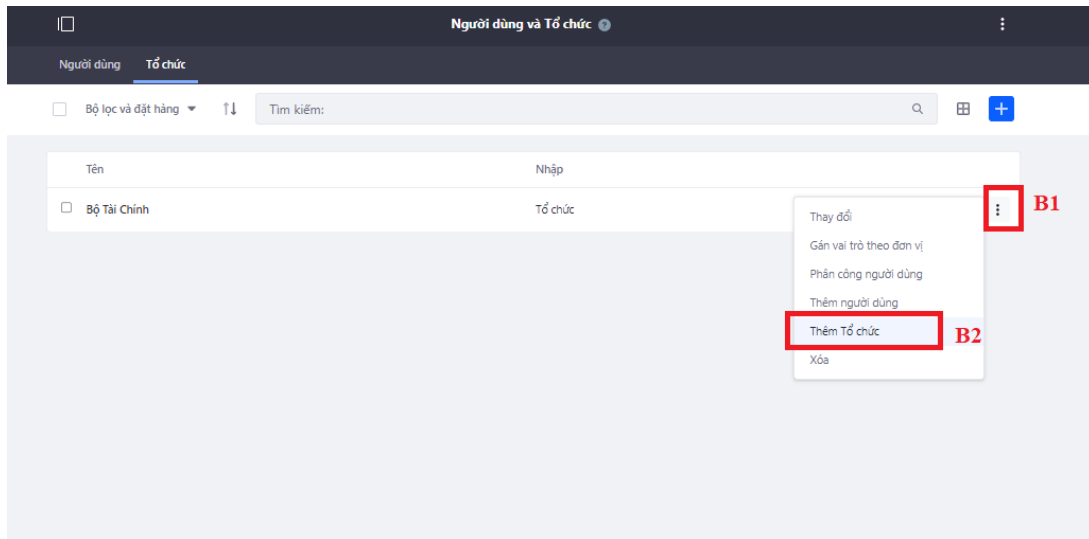 Người dùng và Tổ chức
Người dùng Tổ chức
Bộ lọc và đặt hàng Tìm kiếm:
Tên Nhập
Bộ Tài Chính Tổ chức
B1
Thay đổi
Gán vai trò theo đơn vị
Phân công người dùng
Thêm người dùng
Thêm Tổ chức
B2
Xóa